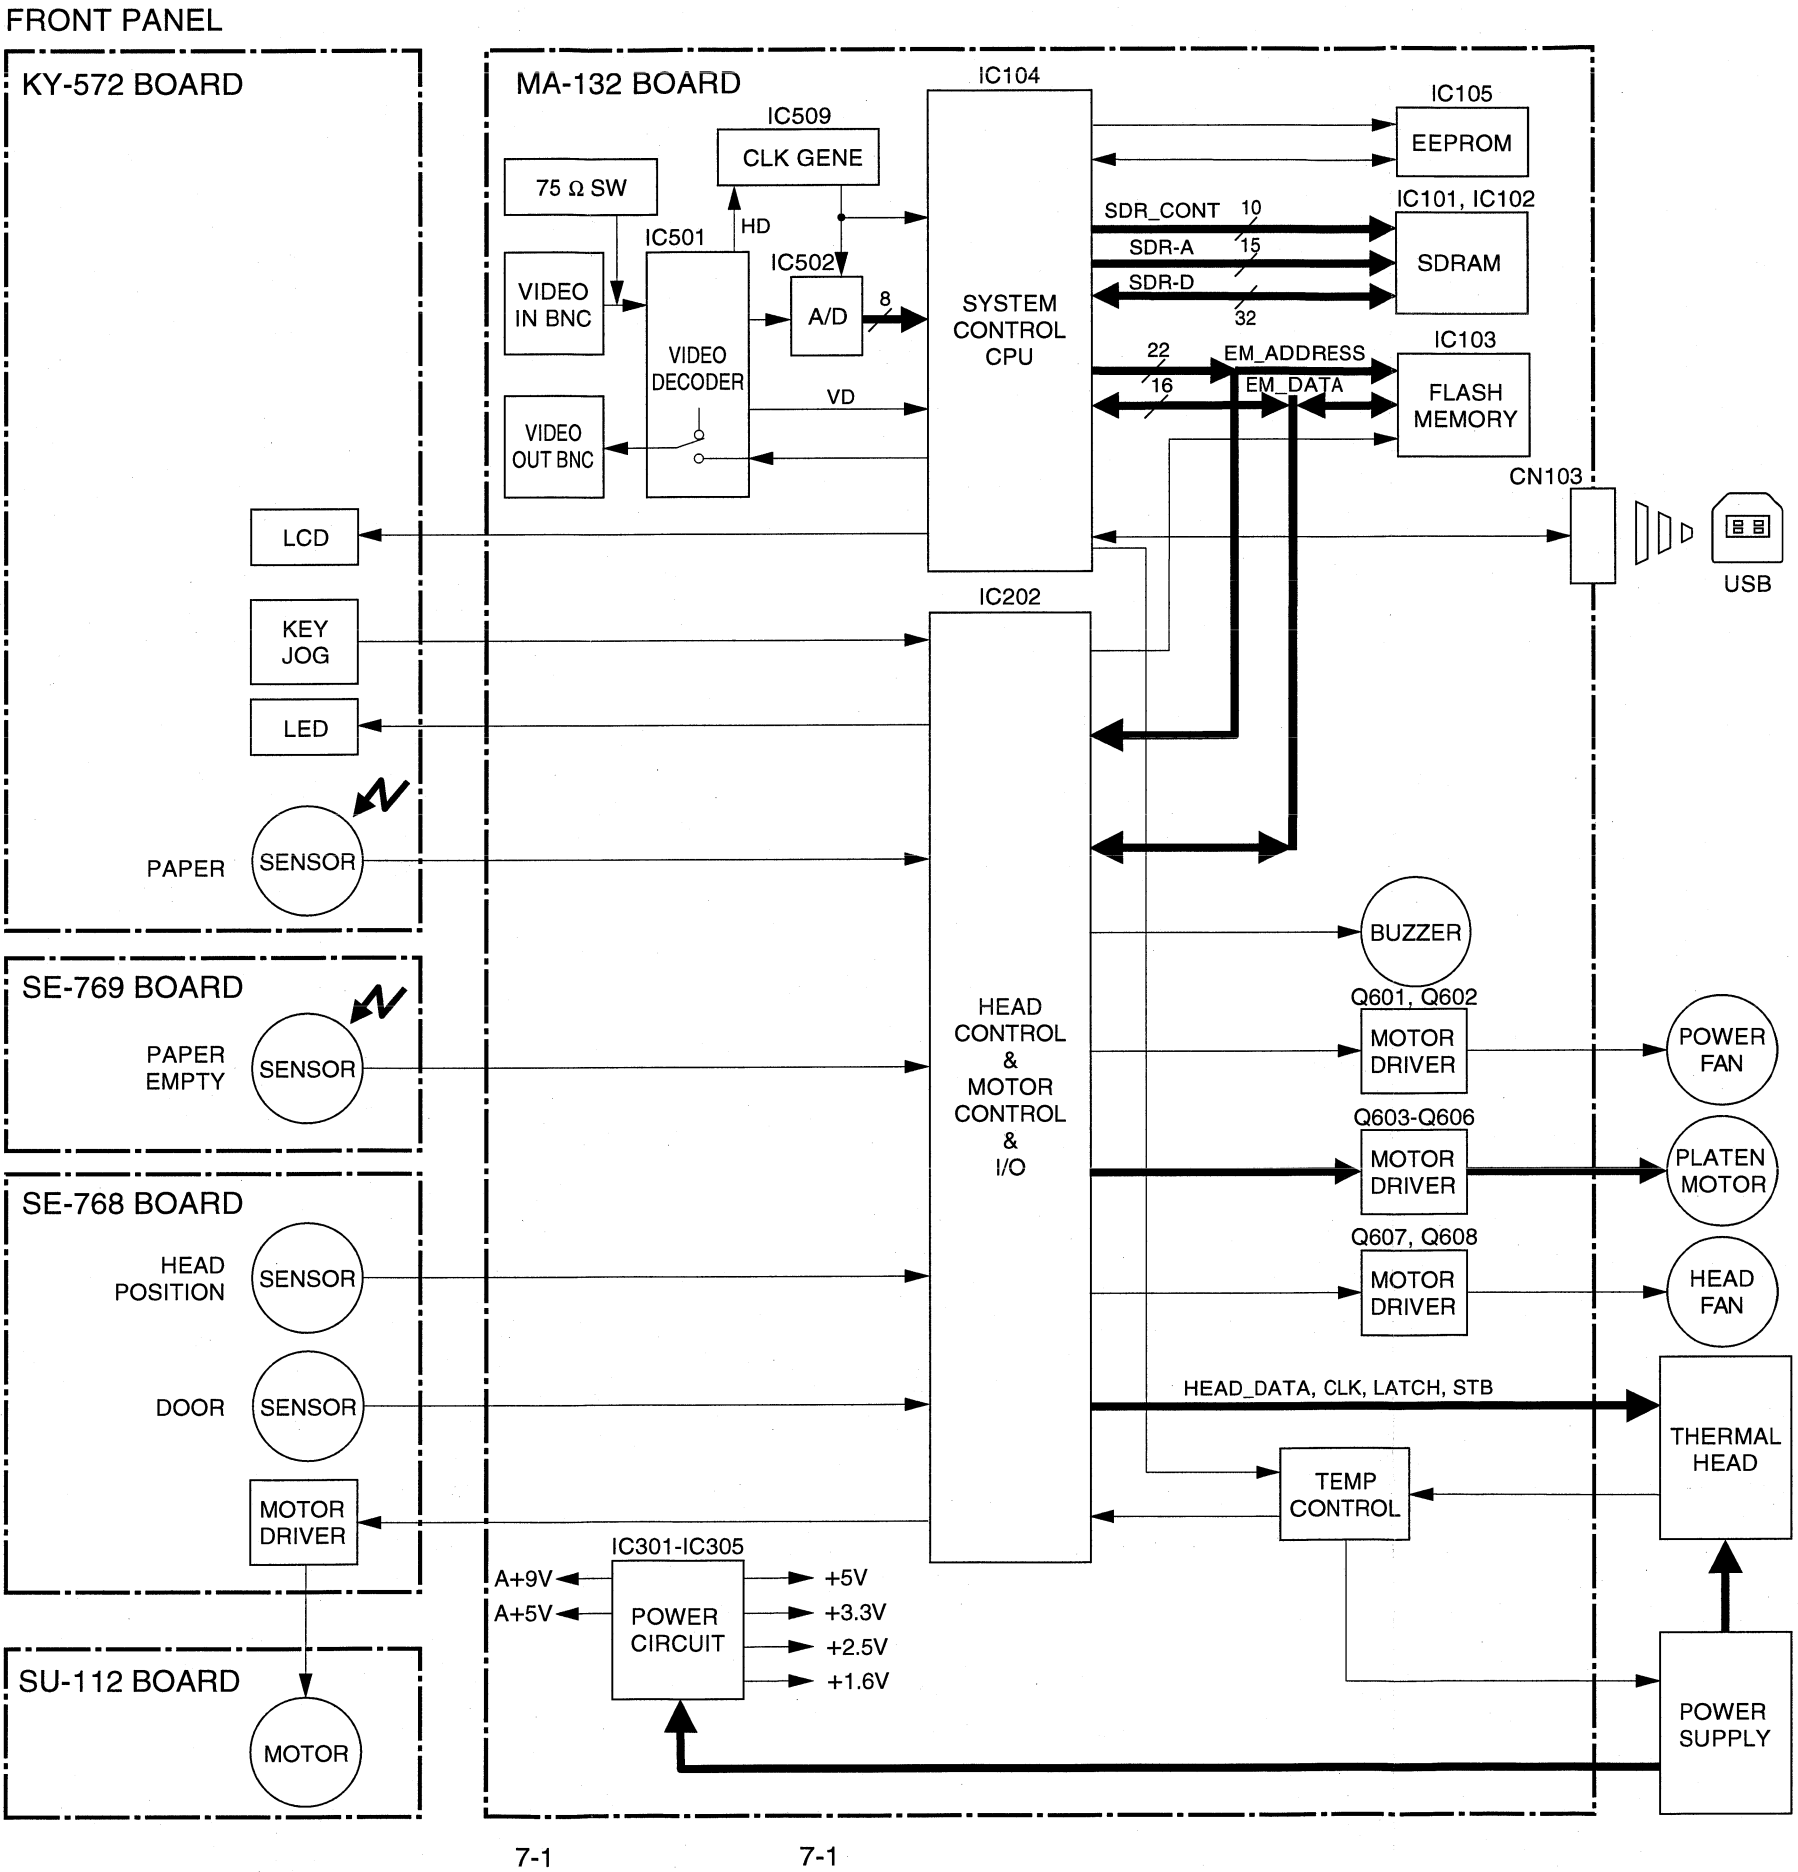 FRONT PANEL
KY-572 BOARD
LCD
KEY
JOG
LED
PAPER
SENSOR
SE-769 BOARD
PAPER
EMPTY
SENSOR
SE-768 BOARD
HEAD
POSITION
SENSOR
DOOR
SENSOR
MOTOR
DRIVER
SU-112 BOARD
MOTOR
MA-132 BOARD
IC509
CLK GENE
75 Ω SW
HD
IC501
VIDEO
IN BNC
IC502
A/D
8
VIDEO
DECODER
VD
VIDEO
OUT BNC
IC104
SYSTEM
CONTROL
CPU
IC105
EEPROM
IC101, IC102
SDR_CONT
10
SDR-A
15
SDR-D
32
SDRAM
IC103
22
EM_ADDRESS
16
EM_DATA
FLASH
MEMORY
CN103
USB
IC202
HEAD
CONTROL
&
MOTOR
CONTROL
&
I/O
BUZZER
Q601, Q602
MOTOR
DRIVER
POWER
FAN
Q603-Q606
MOTOR
DRIVER
PLATEN
MOTOR
Q607, Q608
MOTOR
DRIVER
HEAD
FAN
HEAD_DATA, CLK, LATCH, STB
THERMAL
HEAD
TEMP
CONTROL
IC301-IC305
A+9V
A+5V
POWER
CIRCUIT
+5V
+3.3V
+2.5V
+1.6V
POWER
SUPPLY
7-1
7-1